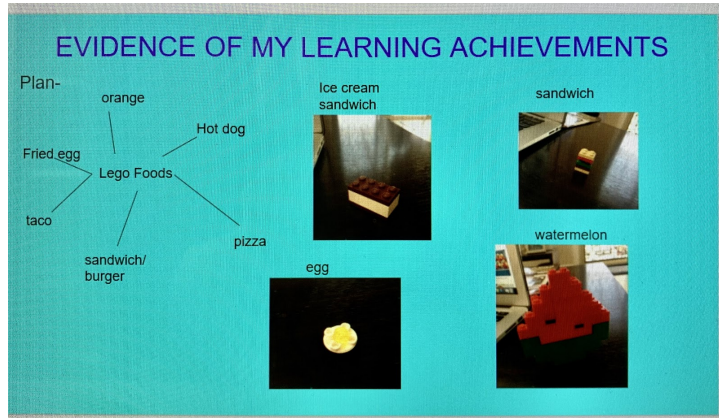 EVIDENCE OF MY LEARNING ACHIEVEMENTS
Plan-
orange
Hot dog
Fried egg
Lego Foods
taco
sandwich/
burger
pizza
Ice cream
sandwich
sandwich
egg
watermelon